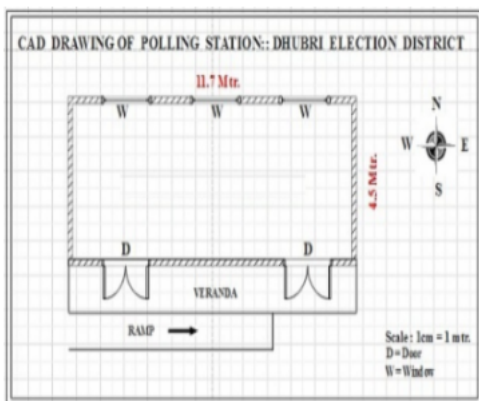 CAD DRAWING OF POLLING STATION:: DHUBRI ELECTION DISTRICT
11.7 Mtr.
W W W
N
W E
S
4.5 Mtr.
D D
VERANDA
RAMP
Scale: 1cm = 1 mtr.
D=Door
W=Window